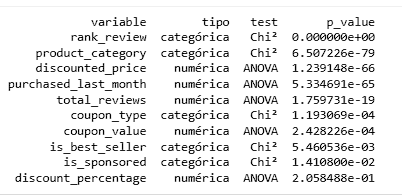 variable tipo test p_value
rank_review categórica Chi² 0.000000e+00
product_category categórica Chi² 6.507226e-79
discounted_price numérica ANOVA 1.239148e-66
purchased_last_month numérica ANOVA 5.334691e-65
total_reviews numérica ANOVA 1.759731e-19
coupon_type categórica Chi² 1.193069e-04
coupon_value numérica ANOVA 2.428226e-04
is_best_seller categórica Chi² 5.460536e-03
is_sponsored categórica Chi² 1.410800e-02
discount_percentage numérica ANOVA 2.058488e-01